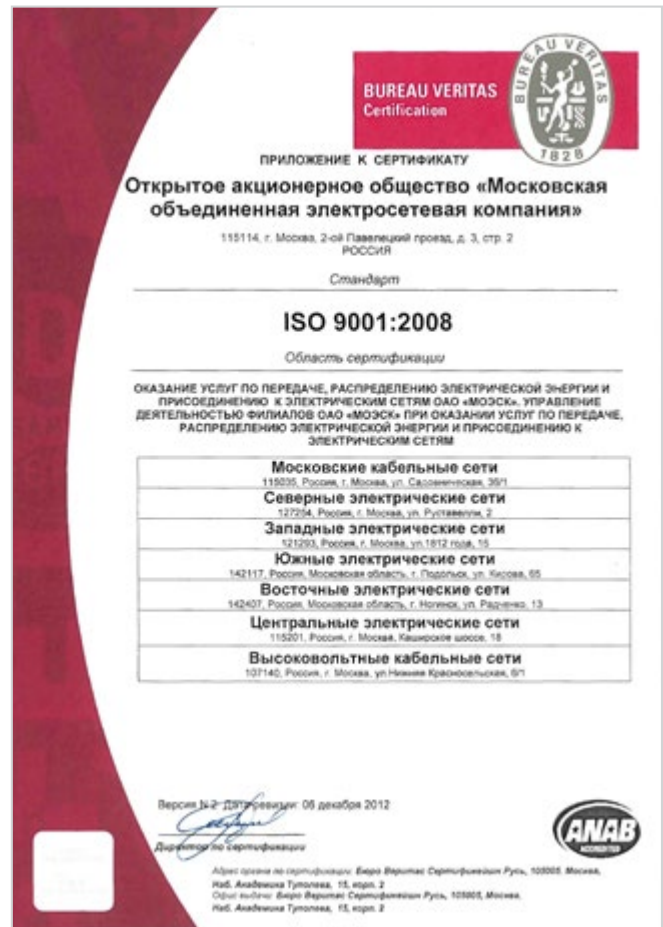 BUREAU VERITAS
Certification
BUREAU VERITAS
1828
ПРИЛОЖЕНИЕ К СЕРТИФИКАТУ
Открытое акционерное общество «Московская
объединенная электросетевая компания»
115114, г. Москва, 2-ой Павелецкий проезд, д. 3, стр. 2
РОССИЯ
Стандарт
ISO 9001:2008
Область сертификации
ОКАЗАНИЕ УСЛУГ ПО ПЕРЕДАЧЕ, РАСПРЕДЕЛЕНИЮ ЭЛЕКТРИЧЕСКОЙ ЭНЕРГИИ И
ПРИСОЕДИНЕНИЮ К ЭЛЕКТРИЧЕСКИМ СЕТЯМ ОАО «МОЭСК». УПРАВЛЕНИЕ
ДЕЯТЕЛЬНОСТЬЮ ФИЛИАЛОВ ОАО «МОЭСК» ПРИ ОКАЗАНИИ УСЛУГ ПО ПЕРЕДАЧЕ,
РАСПРЕДЕЛЕНИЮ ЭЛЕКТРИЧЕСКОЙ ЭНЕРГИИ И ПРИСОЕДИНЕНИЮ К
ЭЛЕКТРИЧЕСКИМ СЕТЯМ
Московские кабельные сети
115035, Россия, г. Москва, ул. Садовническая, 36/1
Северные электрические сети
127254, Россия, г. Москва, ул. Руставелли, 2
Западные электрические сети
121293, Россия, г. Москва, ул.1812 года, 15
Южные электрические сети
142117, Россия, Московская область, г. Подольск, ул. Кирова, 65
Восточные электрические сети
142407, Россия, Московская область, г. Ногинск, ул. Радченко, 13
Центральные электрические сети
115201, Россия, г. Москва, Каширское шоссе, 18
Высоковольтные кабельные сети
107140, Россия, г. Москва, ул.Нижняя Красносельская, 6/1
Версия N 2 Дата ревизии: 06 декабря 2012
Директор по сертификации
ANAB
ACCREDITED
Адрес органа по сертификации: Бюро Веритас Сертификейшн Русь, 105005, Москва,
Наб. Академика Туполева, 15, корп. 2
Офис выдачи: Бюро Веритас Сертификейшн Русь, 105005, Москва,
Наб. Академика Туполева, 15, корп. 2